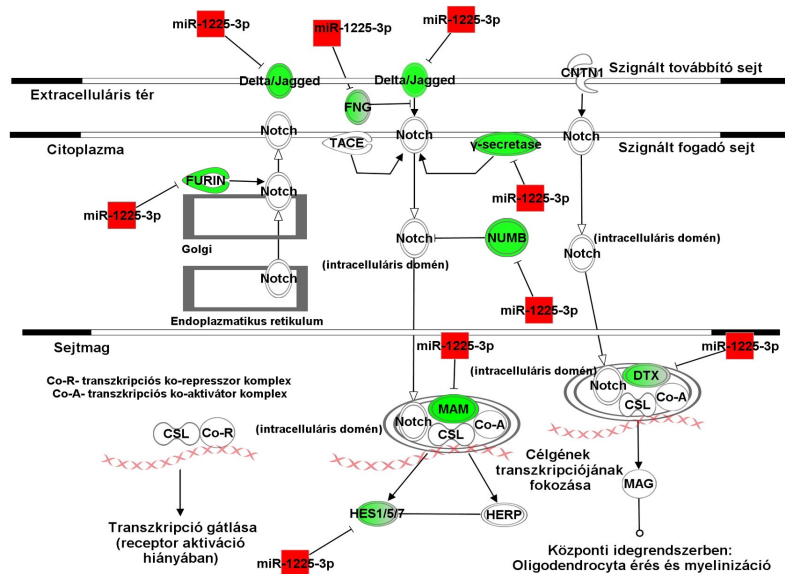 miR-1225-3p
miR-1225-3p
miR-1225-3p
Delta/Jagged
Delta/Jagged
CNTN1
Szignált továbbító sejt
Extracelluláris tér
FNG
Notch
Notch
Notch
TACE
Citoplazma
γ-secretase
Szignált fogadó sejt
FURIN
Notch
miR-1225-3p
miR-1225-3p
Golgi
Notch
NUMB
Notch
(intracelluláris domén)
(intracelluláris domén)
Notch
Endoplazmatikus retikulum
miR-1225-3p
Sejtmag
miR-1225-3p
miR-1225-3p
(intracelluláris domén)
Co-R- transzkripciós ko-represszor komplex
Co-A- transzkripciós ko-aktivátor komplex
DTX
Notch
Co-A
CSL
MAM
Notch
Co-A
CSL
(intracelluláris domén)
CSL
Co-R
Célgének
transzkripciójának
fokozása
MAG
HES1/5/7
HERP
Transzkripció gátlása
(receptor aktiváció
hiányában)
miR-1225-3p
Központi idegrendszerben:
Oligodendrocyta érés és myelinizáció